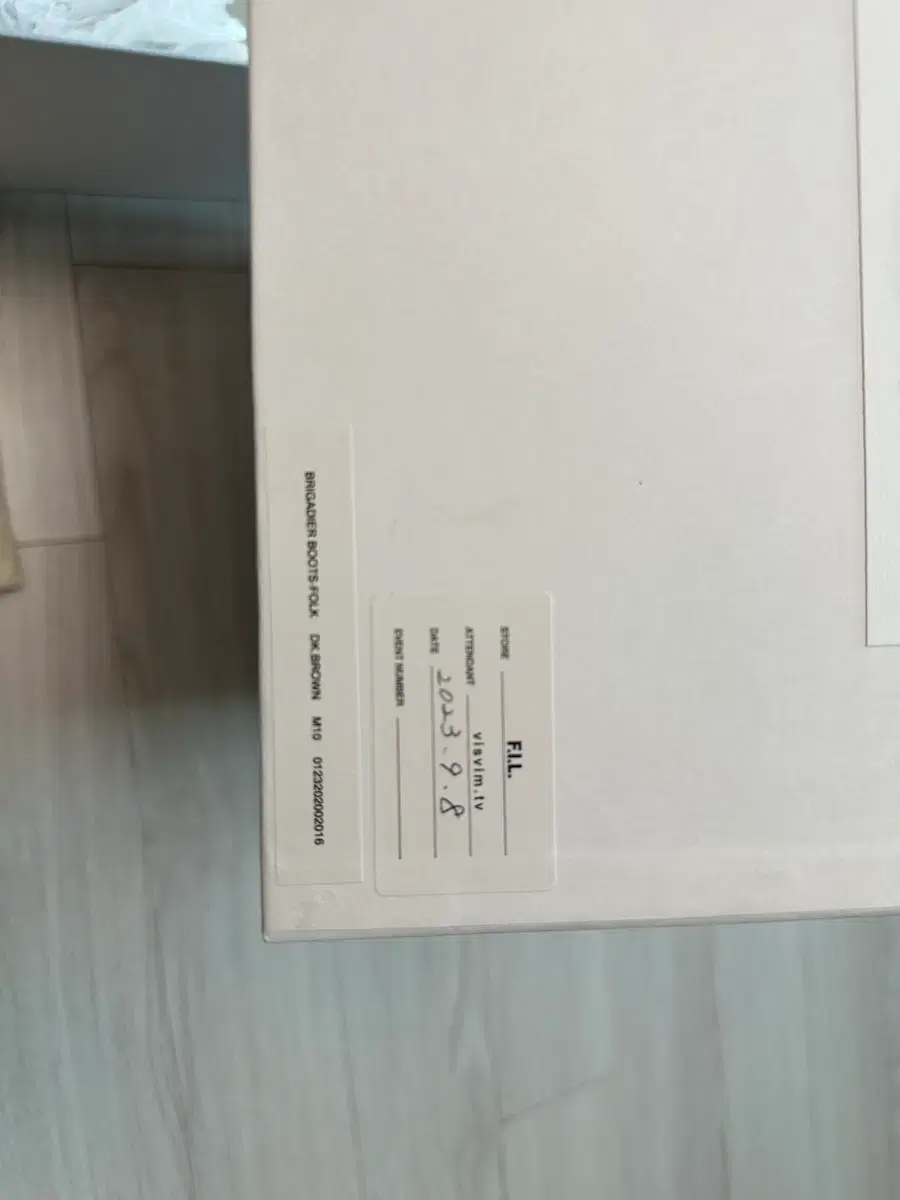 BRIGADIER BOOTS-FOLK DK.BROWN M10 0123202002016
STORE F.I.L.
ATTENDANT visvim.tv
DATE 2023.9.8
EVENT NUMBER